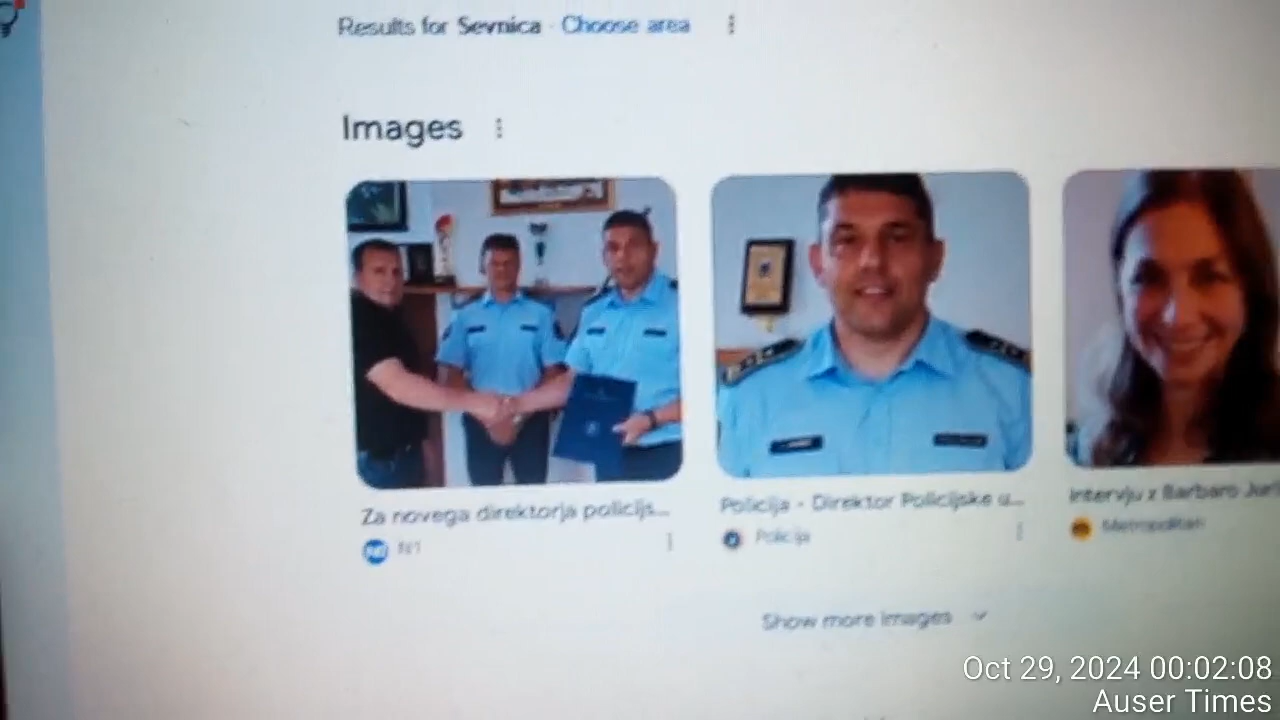 Results for Sevnica · Choose area
Images
Za novega direktorja policijs...
N1
Policija - Direktor Policijske u...
Policija
Intervju z Barbaro Jur
Metropolitan
Show more images
Oct 29, 2024 00:02:08
Auser Times